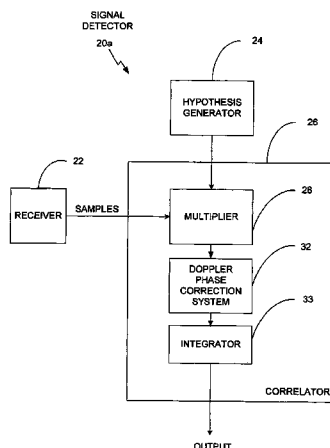 SIGNAL
DETECTOR
20a
24
HYPOTHESIS
GENERATOR
26
22
RECEIVER
SAMPLES
MULTIPLIER
28
DOPPLER
PHASE
CORRECTION
SYSTEM
32
INTEGRATOR
33
CORRELATOR
OUTPUT